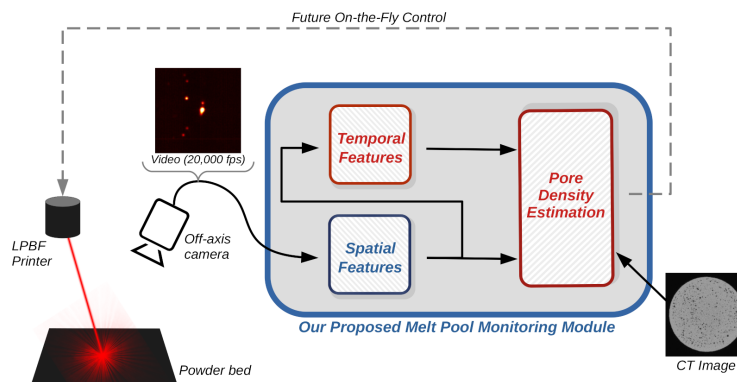 Future On-the-Fly Control
Video (20,000 fps)
Temporal
Features
Pore
Density
Estimation
LPBF
Printer
Off-axis
camera
Spatial
Features
Our Proposed Melt Pool Monitoring Module
Powder bed
CT Image